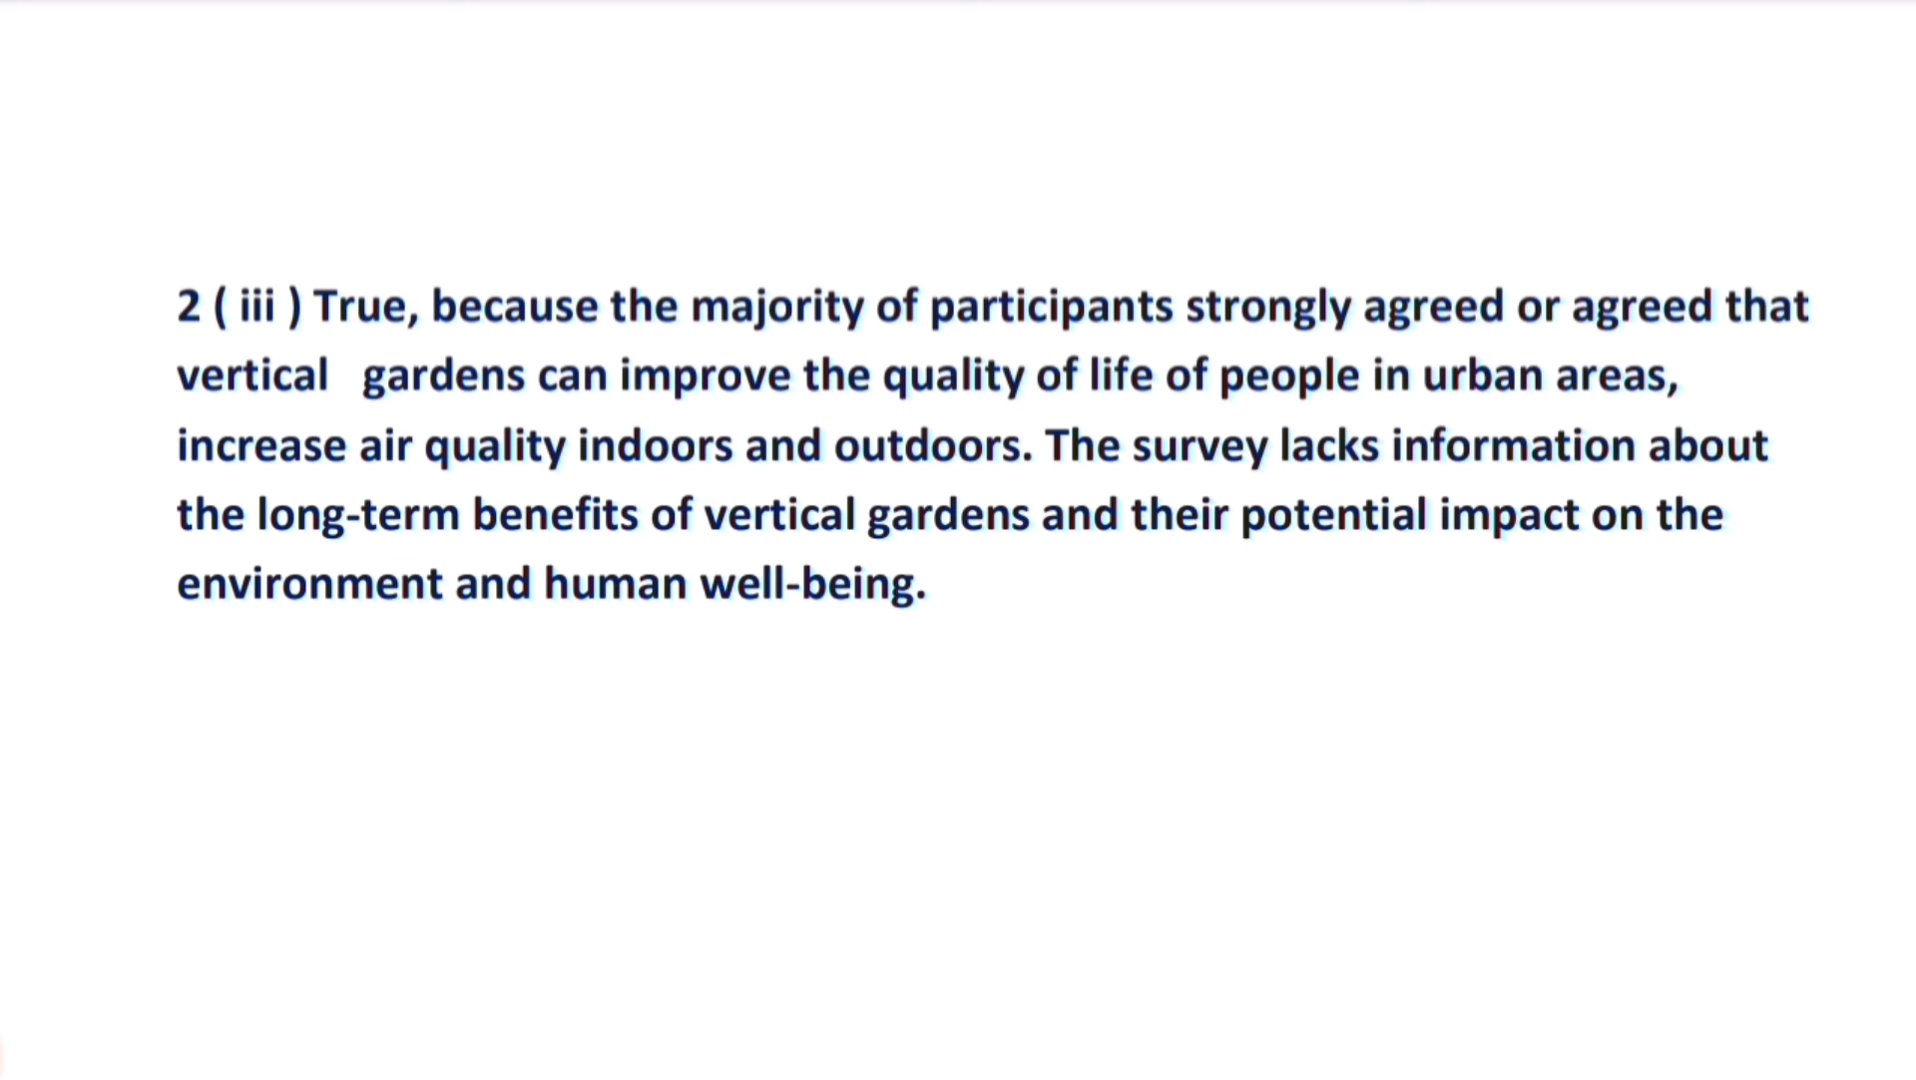 2 ( iii ) True, because the majority of participants strongly agreed or agreed that
vertical   gardens can improve the quality of life of people in urban areas,
increase air quality indoors and outdoors. The survey lacks information about
the long-term benefits of vertical gardens and their potential impact on the
environment and human well-being.